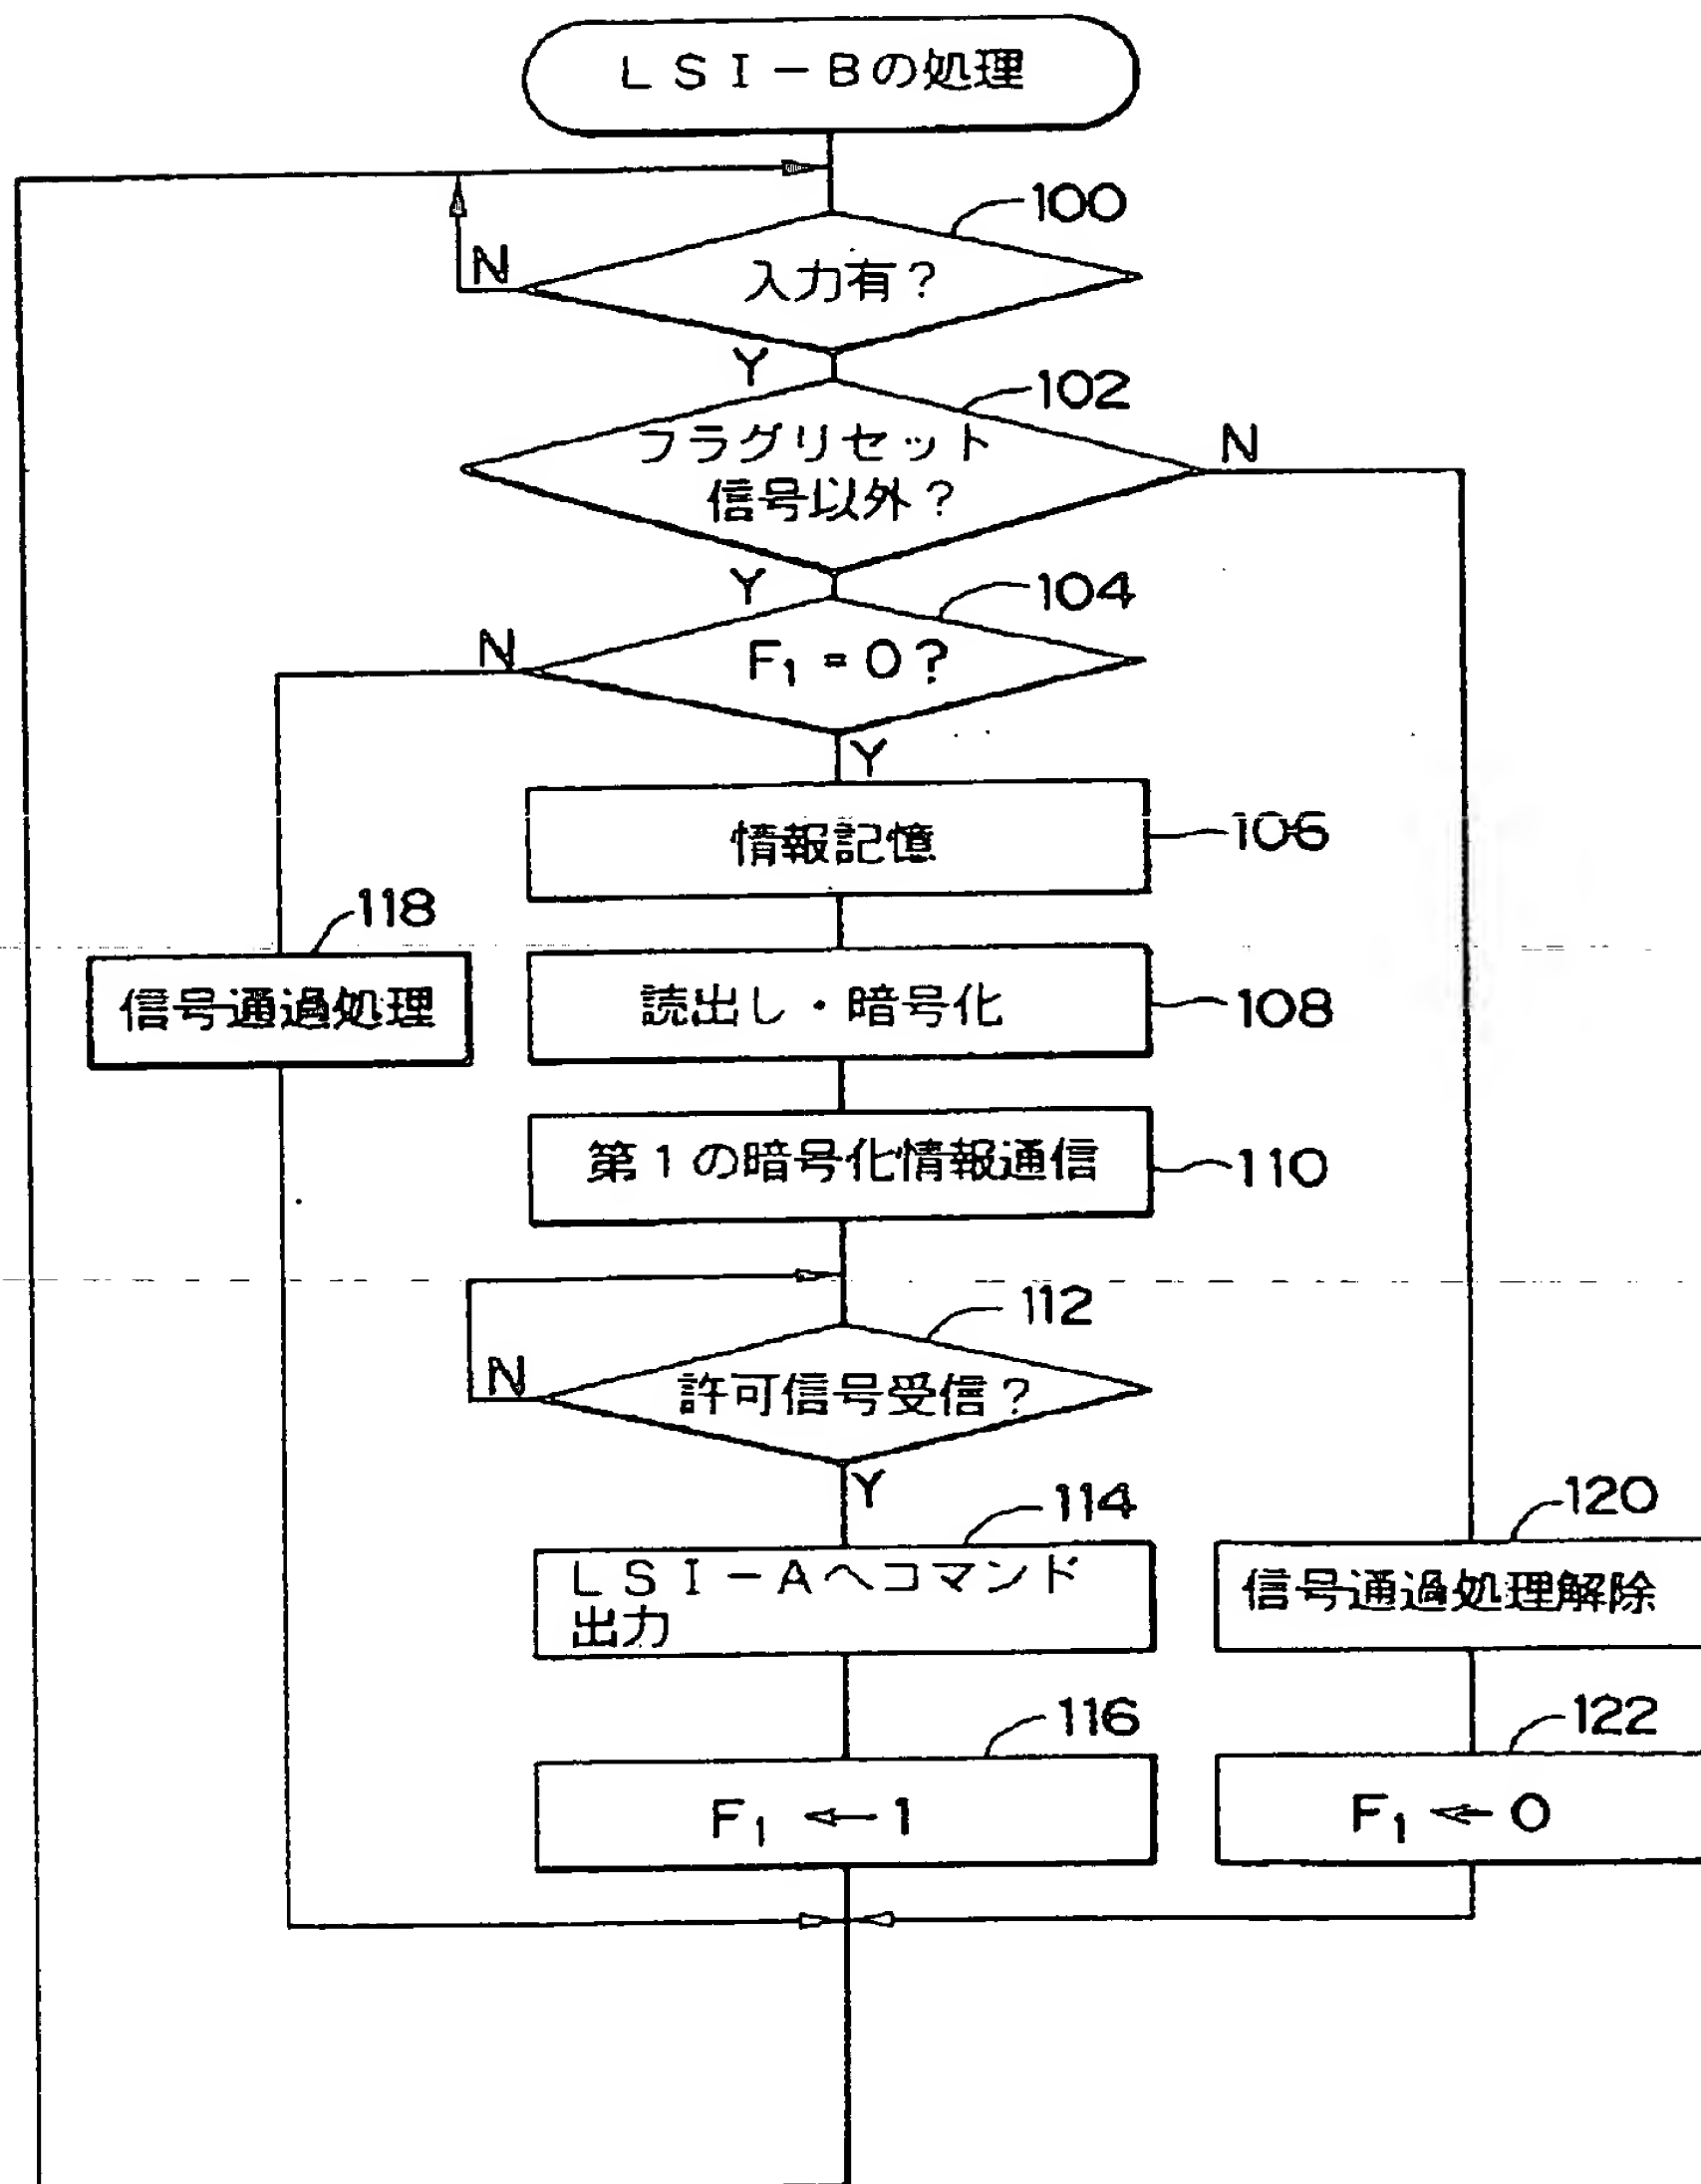 LSI-Bの処理
100
N
入力有?
Y
102
フラグリセット
信号以外?
N
Y
104
N
F₁=0?
Y
情報記憶
106
118
信号通過処理
読出し・暗号化
108
第1の暗号化情報通信
110
112
N
許可信号受信?
Y
114
LSI-Aへコマンド
出力
120
信号通過処理解除
116
F₁←1
122
F₁←0